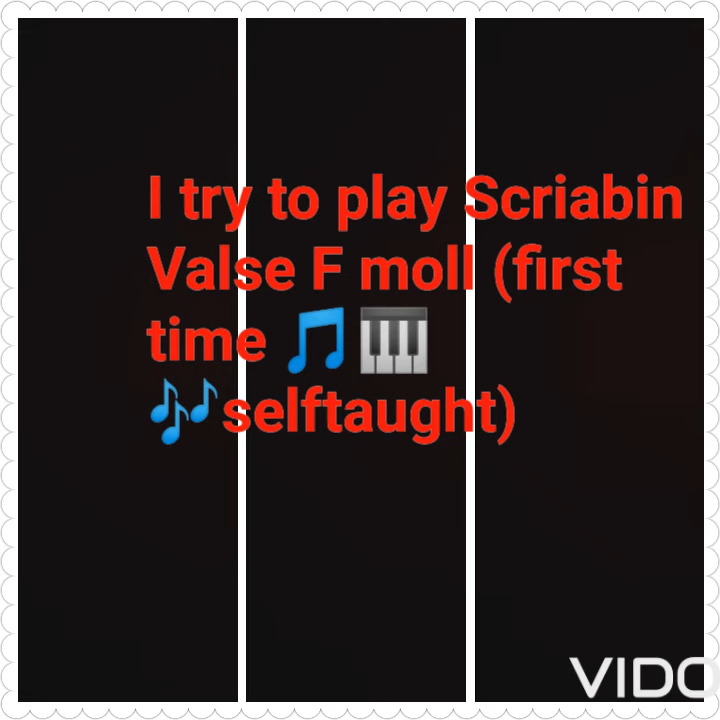 I try to play Scriabin
Valse F moll (first
time 🎵🎹
🎶selftaught)
VIDO